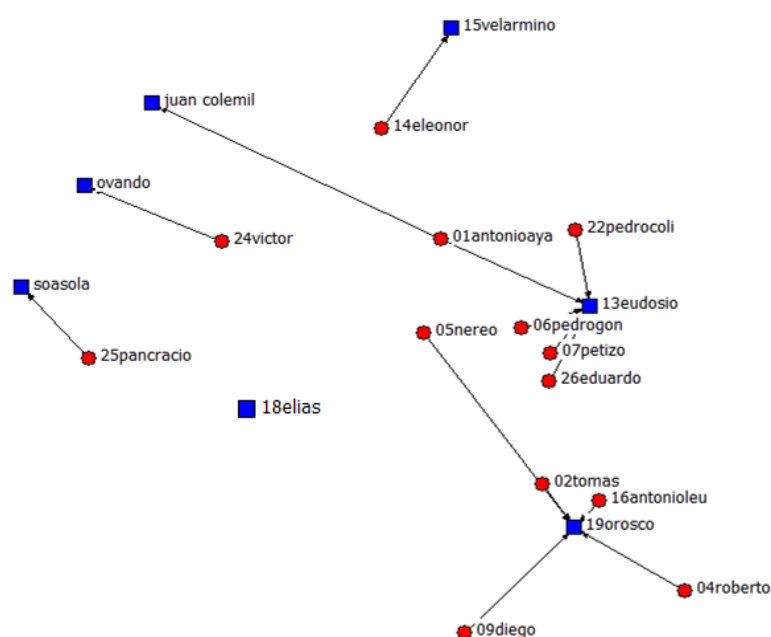 15velarmino
juan colemil
14eleonor
ovando
22pedrocoli
24victor
01antonioaya
soasola
13eudosio
06pedrogon
05nereo
07petizo
25pancracio
26eduardo
18elias
02tomas
16antonioleu
19orosco
04roberto
09diego